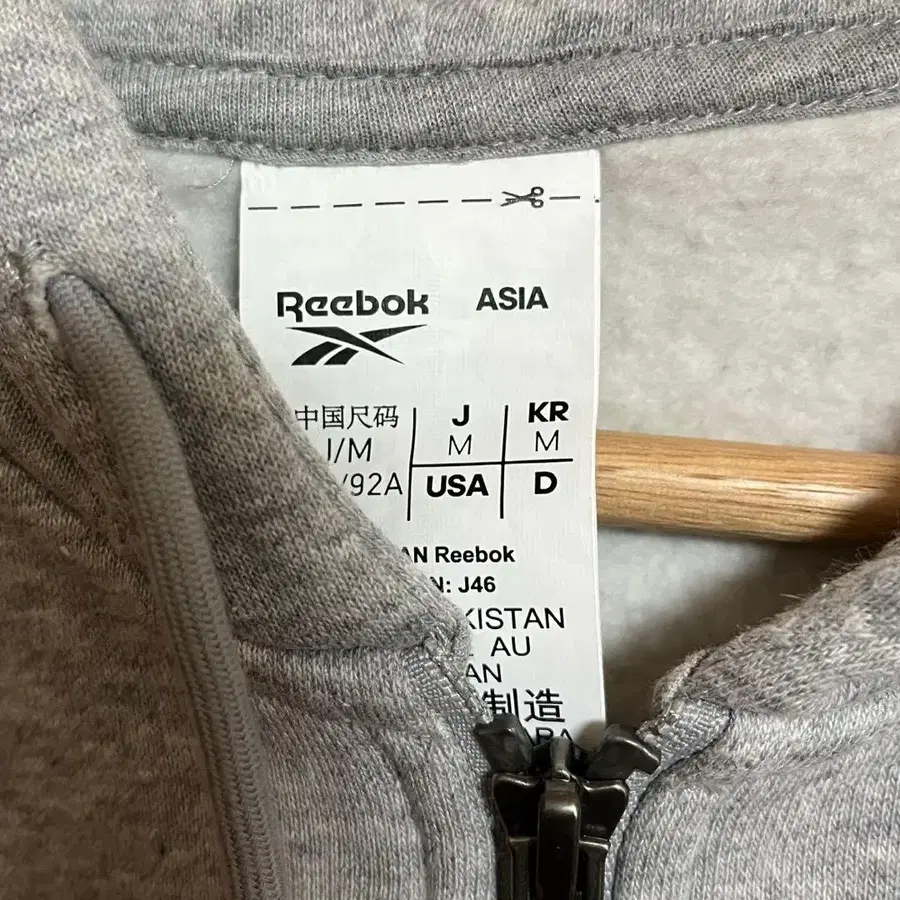 Reebok ASIA
中国尺码 J KR
J/M M M
/92A USA D
AN Reebok
N: J46
KISTAN
AU
AN
制造